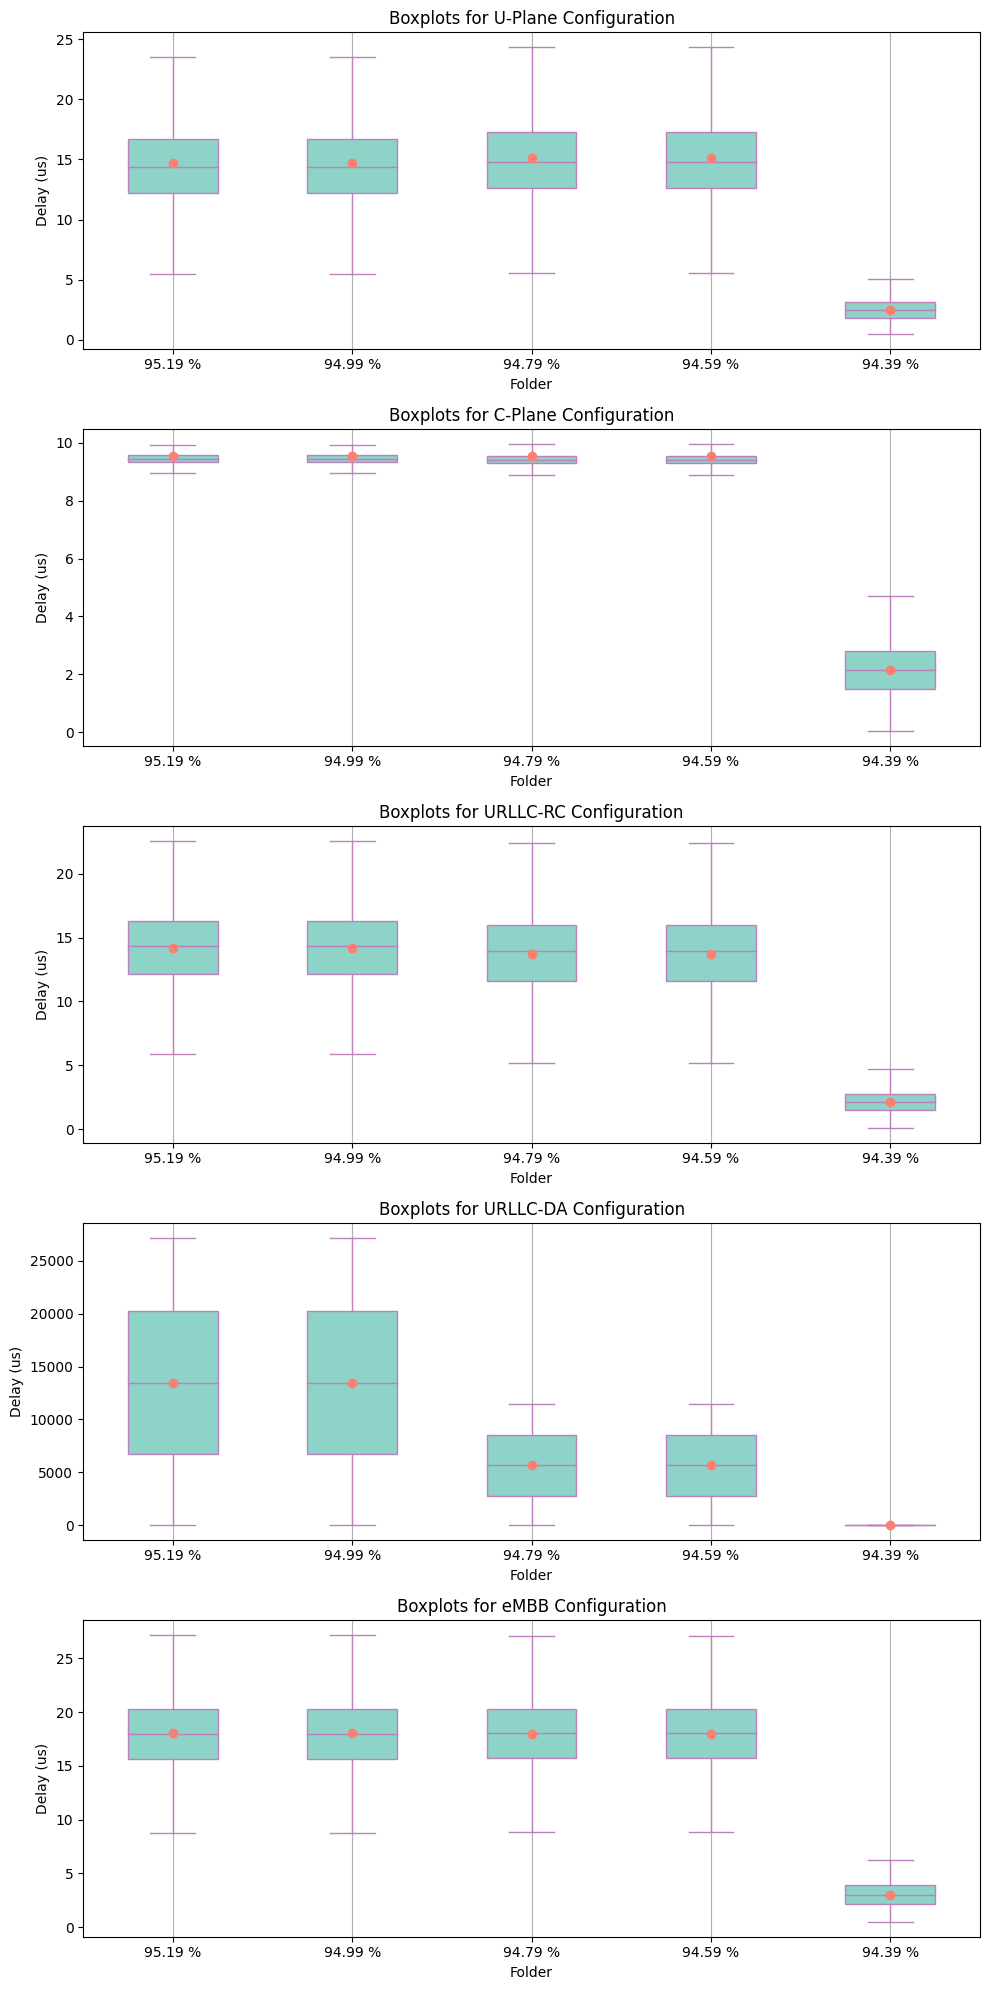 Boxplots for U-Plane Configuration
25
20
15
10
5
0
Delay (us)
95.19 % 94.99 % 94.79 % 94.59 % 94.39 %
Folder
Boxplots for C-Plane Configuration
10
8
6
4
2
0
Delay (us)
95.19 % 94.99 % 94.79 % 94.59 % 94.39 %
Folder
Boxplots for URLLC-RC Configuration
20
15
10
5
0
Delay (us)
95.19 % 94.99 % 94.79 % 94.59 % 94.39 %
Folder
Boxplots for URLLC-DA Configuration
25000
20000
15000
10000
5000
0
Delay (us)
95.19 % 94.99 % 94.79 % 94.59 % 94.39 %
Folder
Boxplots for eMBB Configuration
25
20
15
10
5
0
Delay (us)
95.19 % 94.99 % 94.79 % 94.59 % 94.39 %
Folder